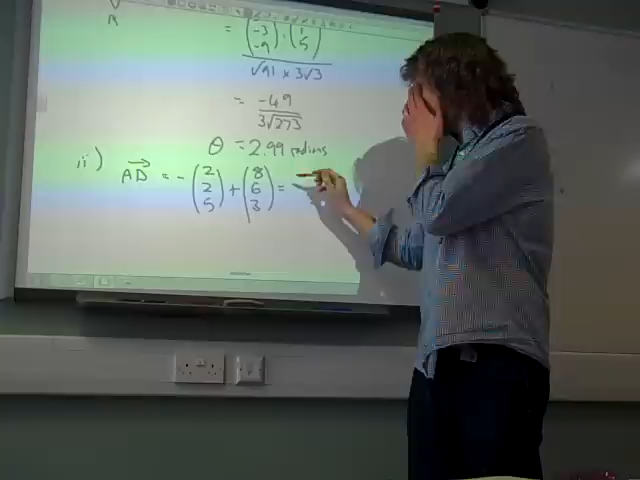 = (-3 -9) . (1 5)
√91 × 3√3
= -49
3√273
θ = 2.99 radians
ii) AD = - (2 2 5) + (8 6 3) =